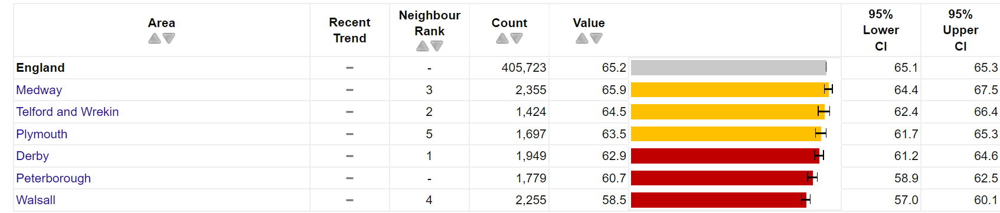 Area Recent Trend Neighbour Rank Count Value 95% Lower CI 95% Upper CI
England - 405,723 65.2 65.1 65.3
Medway 3 2,355 65.9 64.4 67.5
Telford and Wrekin 2 1,424 64.5 62.4 66.4
Plymouth 5 1,697 63.5 61.7 65.3
Derby 1 1,949 62.9 61.2 64.6
Peterborough - 1,779 60.7 58.9 62.5
Walsall 4 2,255 58.5 57.0 60.1